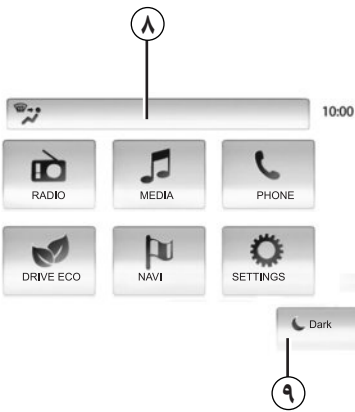 ٨
10:00
RADIO MEDIA PHONE
DRIVE ECO NAVI SETTINGS
Dark
٩